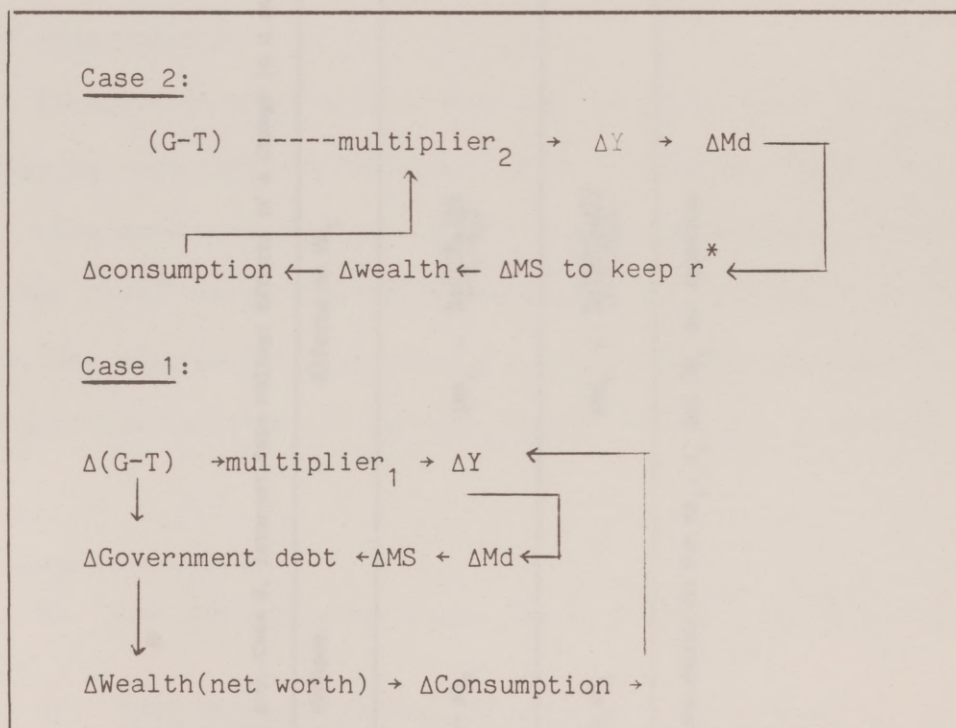 Case 2:
(G-T) -----multiplier2 → ΔY → ΔMd
Δconsumption ← Δwealth ← ΔMS to keep r*
Case 1:
Δ(G-T) →multiplier1 → ΔY
ΔGovernment debt ←ΔMS ← ΔMd
ΔWealth(net worth) → ΔConsumption →